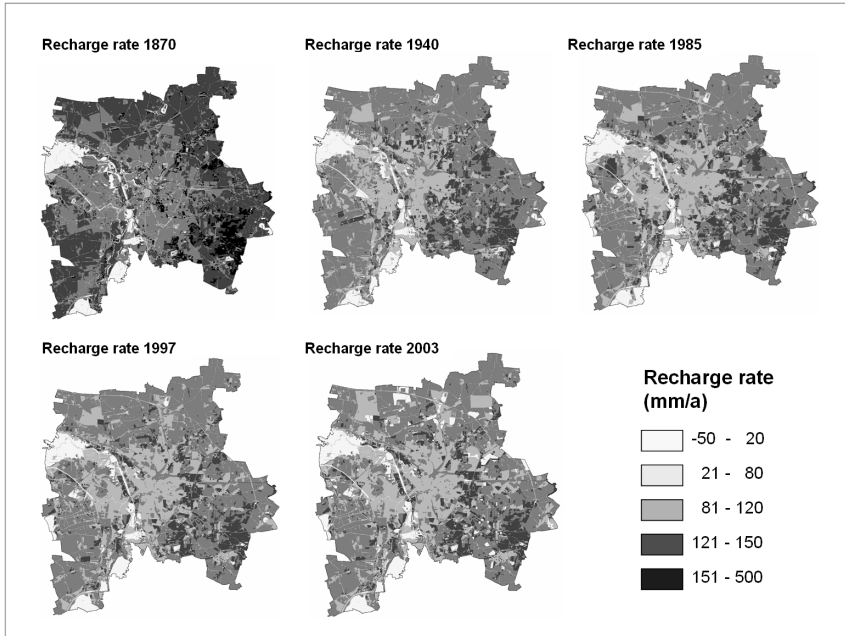 Recharge rate 1870
Recharge rate 1940
Recharge rate 1985
Recharge rate 1997
Recharge rate 2003
Recharge rate
(mm/a)
-50 - 20
21 - 80
81 - 120
121 - 150
151 - 500